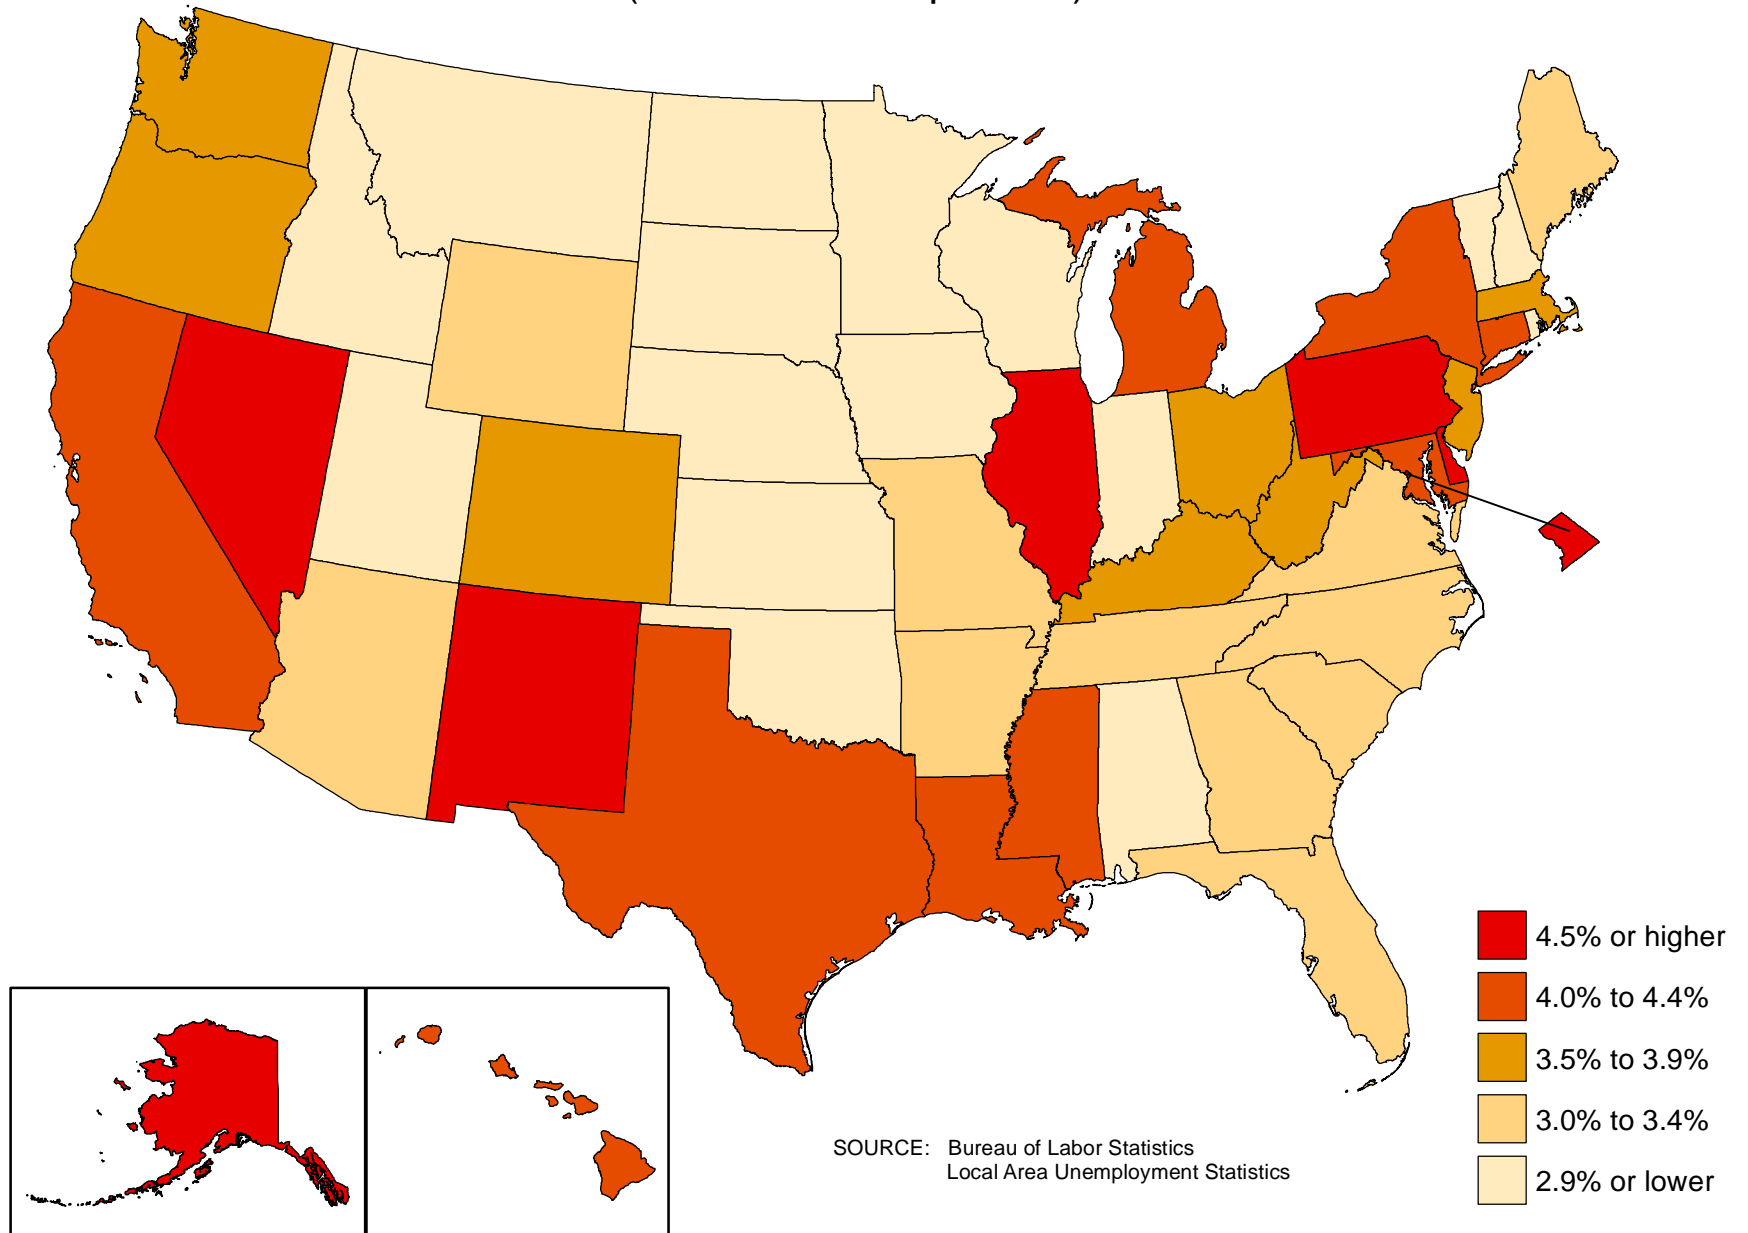 4.5% or higher
4.0% to 4.4%
3.5% to 3.9%
3.0% to 3.4%
2.9% or lower
SOURCE: Bureau of Labor Statistics
Local Area Unemployment Statistics